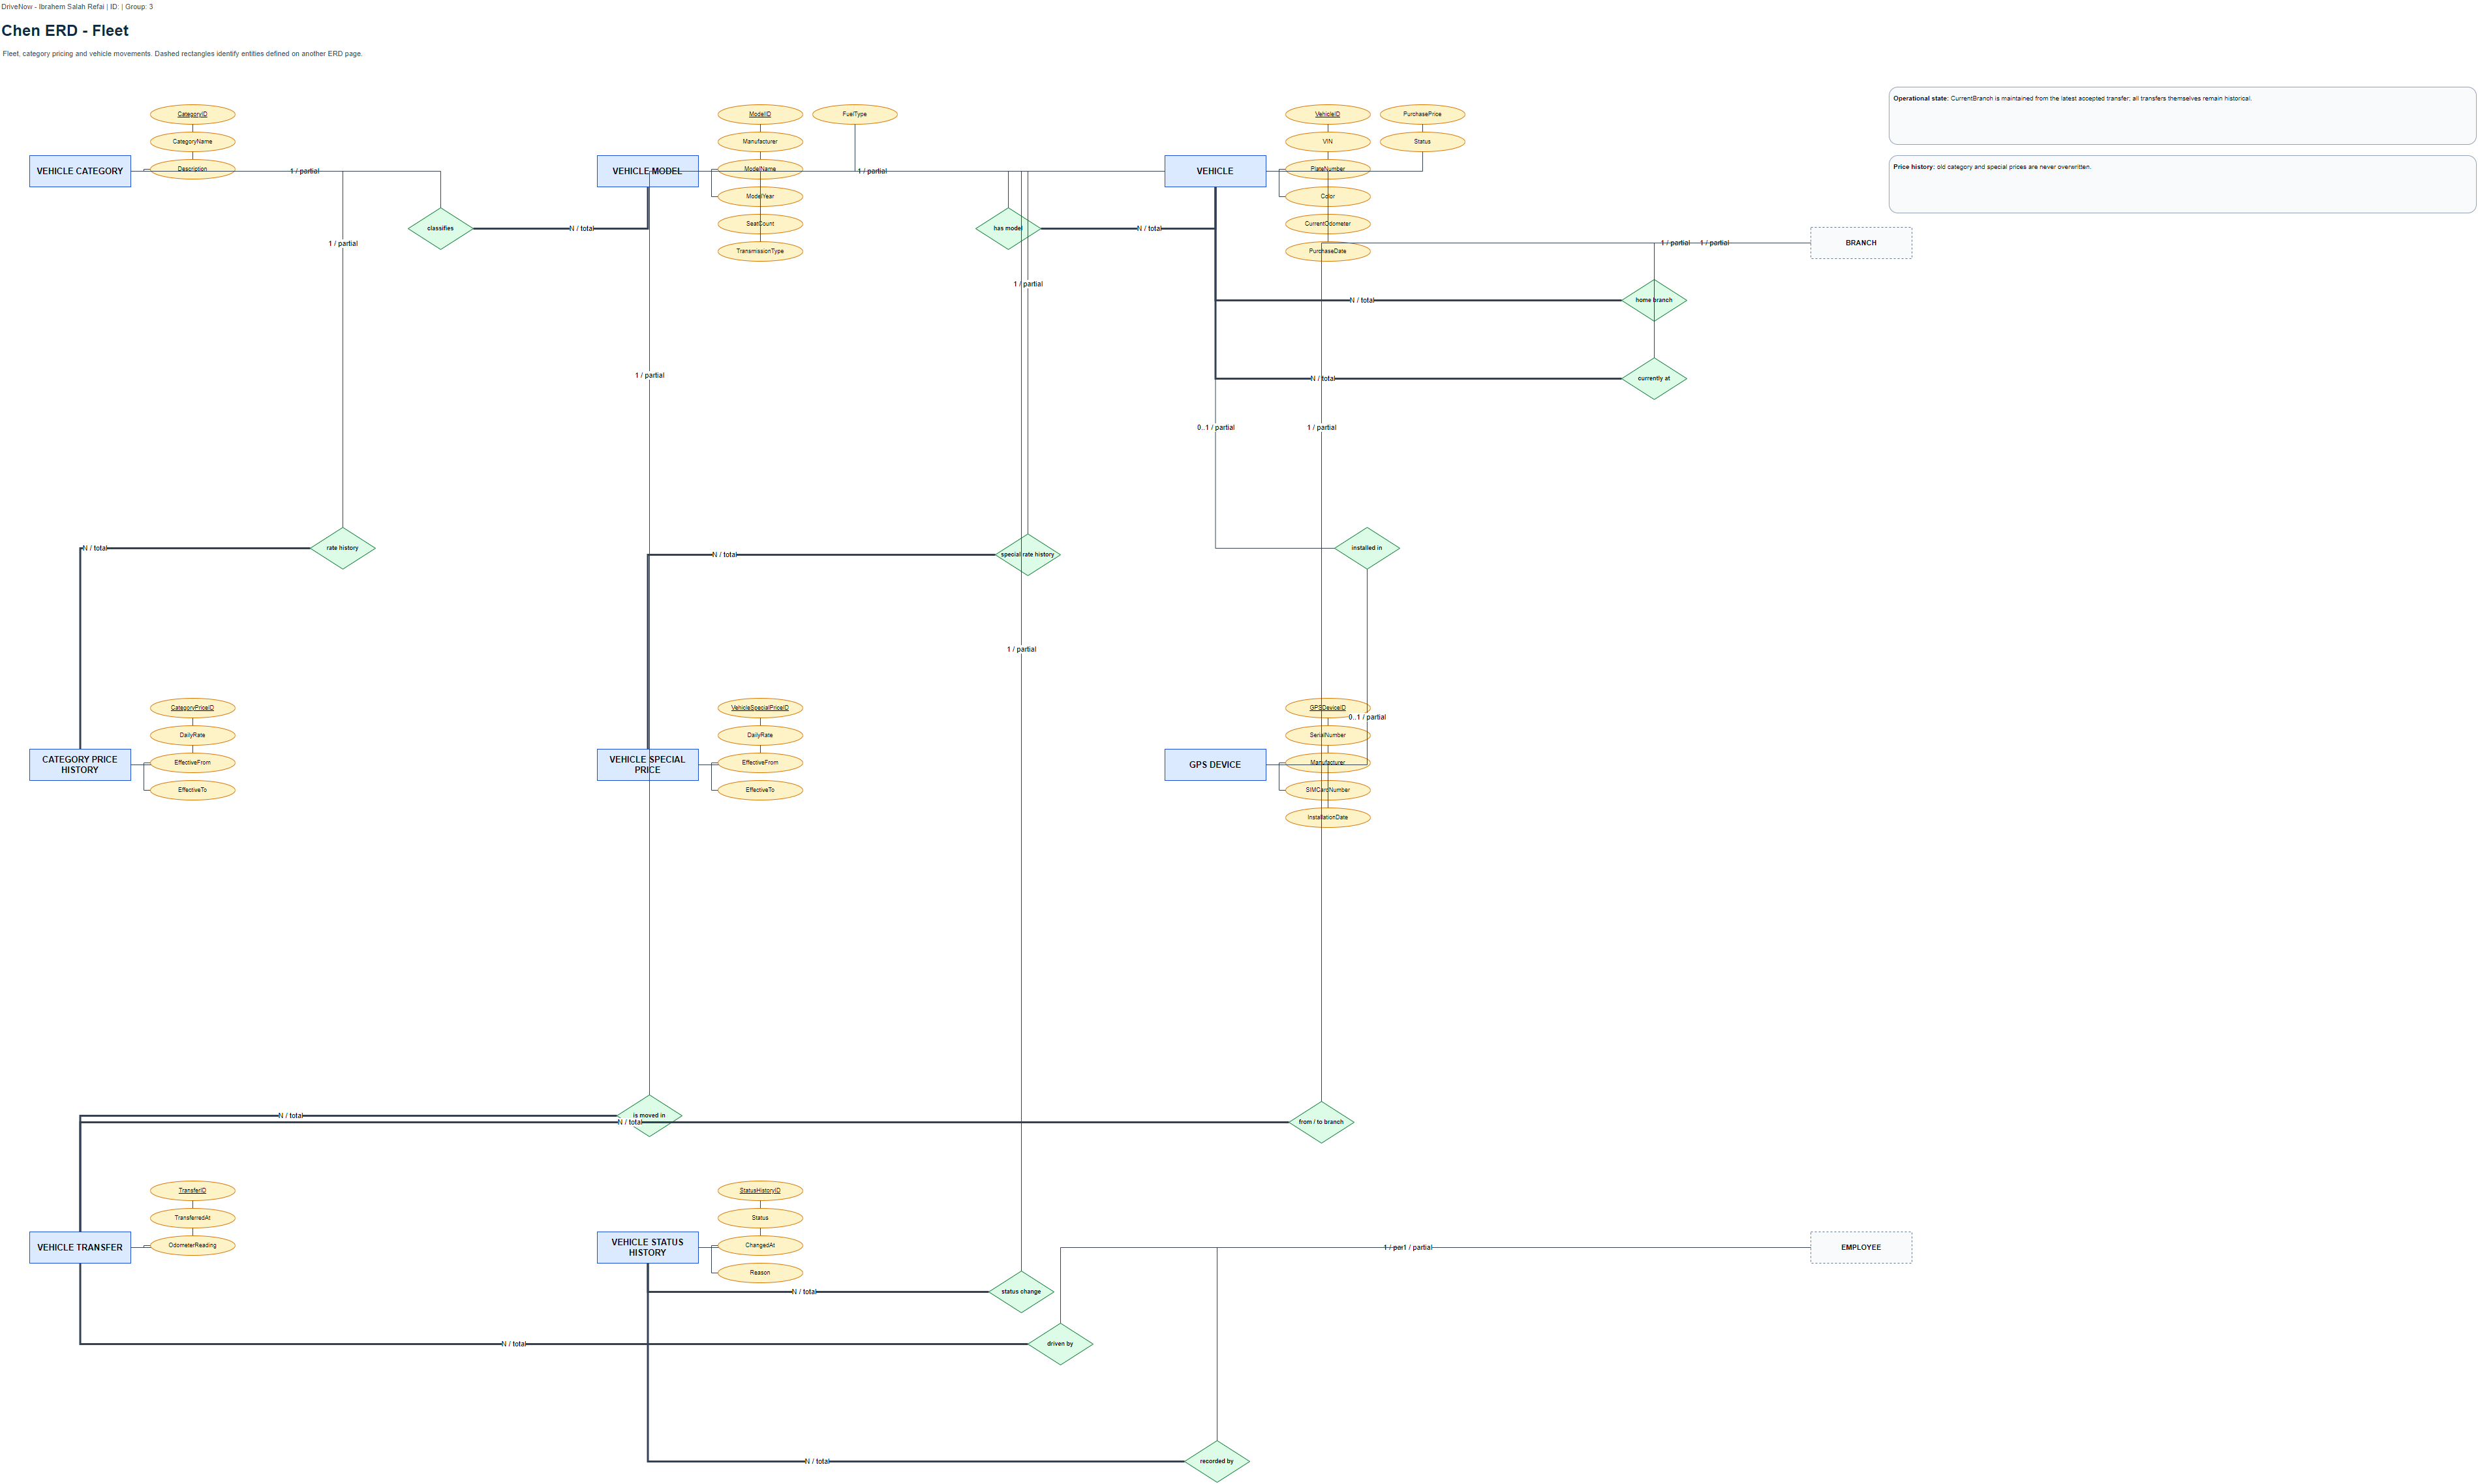 DriveNow - Ibrahem Salah Refai | ID: | Group: 3
Chen ERD - Fleet
Fleet, category pricing and vehicle movements. Dashed rectangles identify entities defined on another ERD page.
Operational state: CurrentBranch is maintained from the latest accepted transfer; all transfers themselves remain historical.
Price history: old category and special prices are never overwritten.
CategoryID
CategoryName
Description
VEHICLE CATEGORY
1 / partial
1 / partial
classifies
N / total
ModelID
FuelType
Manufacturer
VEHICLE MODEL
ModelName
ModelYear
SeatCount
TransmissionType
1 / partial
has model
N / total
1 / partial
VehicleID
PurchasePrice
VIN
Status
VEHICLE
PlateNumber
Color
CurrentOdometer
PurchaseDate
1 / partial
1 / partial
BRANCH
N / total
home branch
1 / partial
N / total
currently at
0..1 / partial
1 / partial
N / total
rate history
N / total
special rate history
installed in
1 / partial
CategoryPriceID
DailyRate
CATEGORY PRICE
HISTORY
EffectiveFrom
EffectiveTo
VehicleSpecialPriceID
DailyRate
VEHICLE SPECIAL
PRICE
EffectiveFrom
EffectiveTo
GPSDeviceID
0..1 / partial
SerialNumber
GPS DEVICE
Manufacturer
SIMCardNumber
InstallationDate
N / total
is moved in
N / total
from / to branch
TransferID
TransferredAt
VEHICLE TRANSFER
OdometerReading
StatusHistoryID
Status
VEHICLE STATUS
HISTORY
ChangedAt
Reason
1 / par
1 / partial
EMPLOYEE
N / total
status change
N / total
driven by
N / total
recorded by